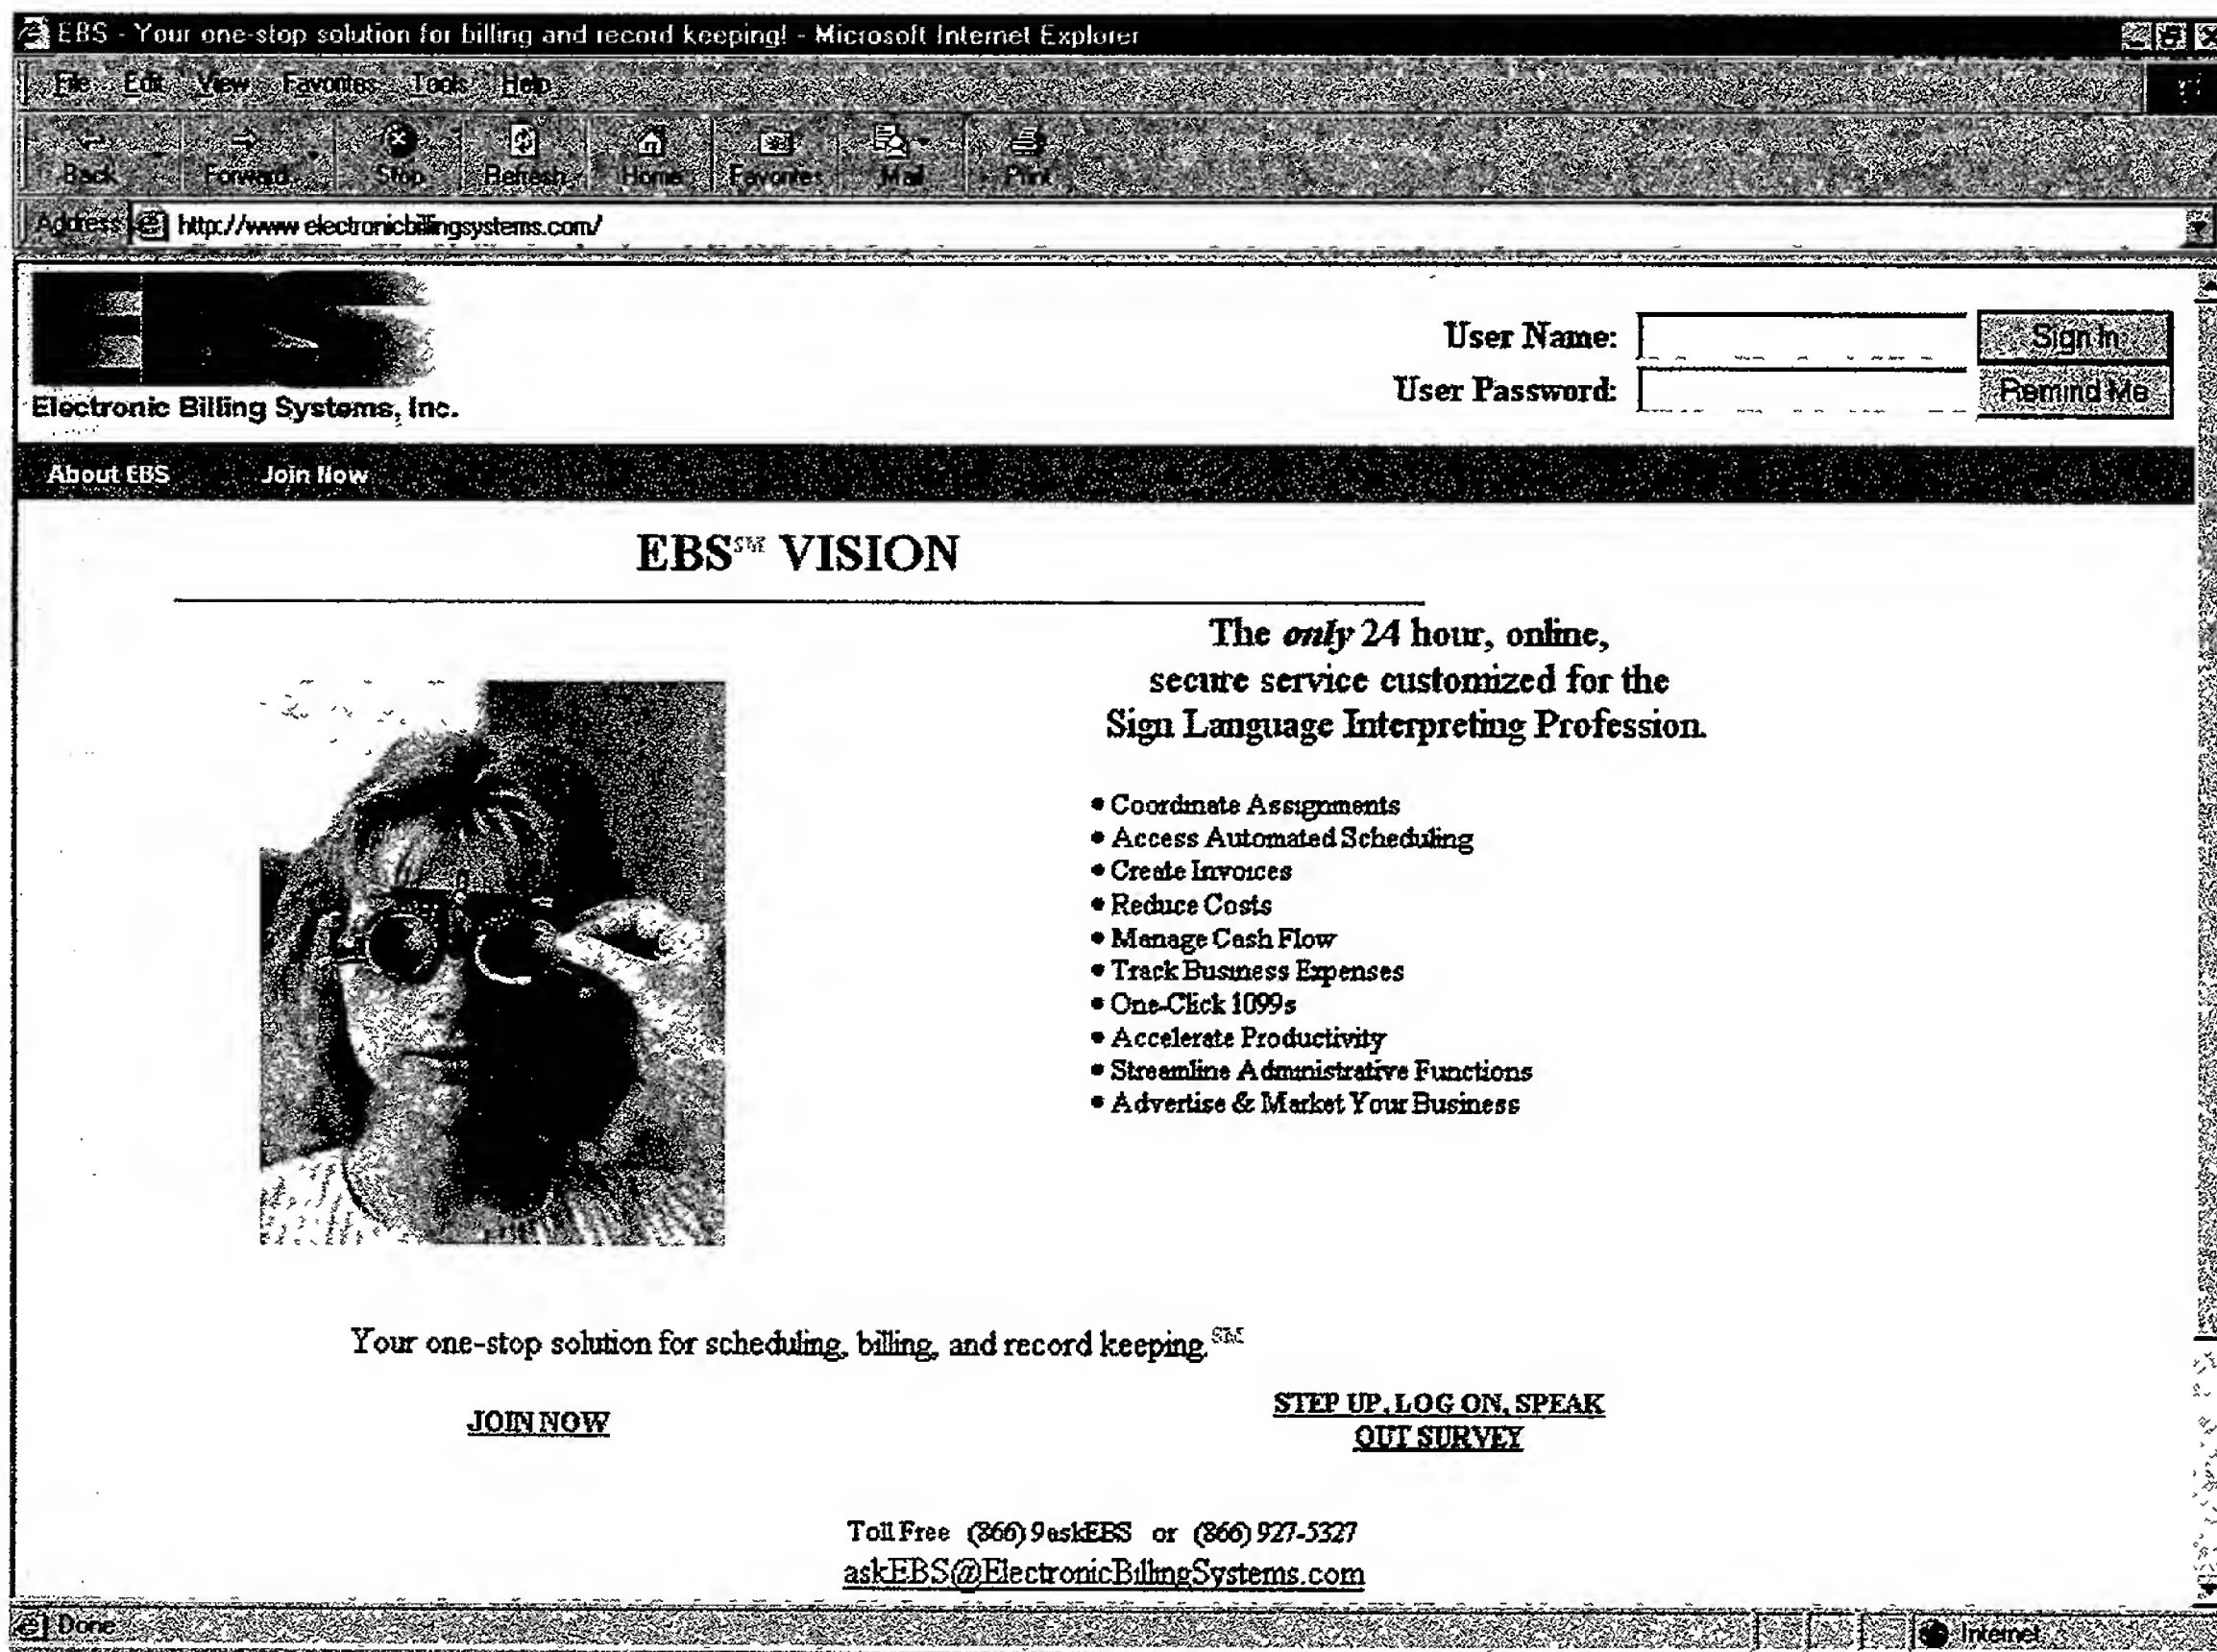 EBS - Your one-stop solution for billing and record keeping! - Microsoft Internet Explorer
File Edit View Favorites Tools Help
Back Forward Stop Refresh Home Favorites Mail Print
Address http://www.electronicbillingsystems.com/
User Name: Sign In
User Password: Remind Me
Electronic Billing Systems, Inc.
About EBS Join Now
EBS℠ VISION
The only 24 hour, online,
secure service customized for the
Sign Language Interpreting Profession.
• Coordinate Assignments
• Access Automated Scheduling
• Create Invoices
• Reduce Costs
• Manage Cash Flow
• Track Business Expenses
• One-Click 1099s
• Accelerate Productivity
• Streamline Administrative Functions
• Advertise & Market Your Business
Your one-stop solution for scheduling, billing, and record keeping.℠
JOIN NOW
STEP UP, LOG ON, SPEAK
OUT SURVEY
Toll Free (866) 9askEBS or (866) 927-5327
askEBS@ElectronicBillingSystems.com
Done Internet